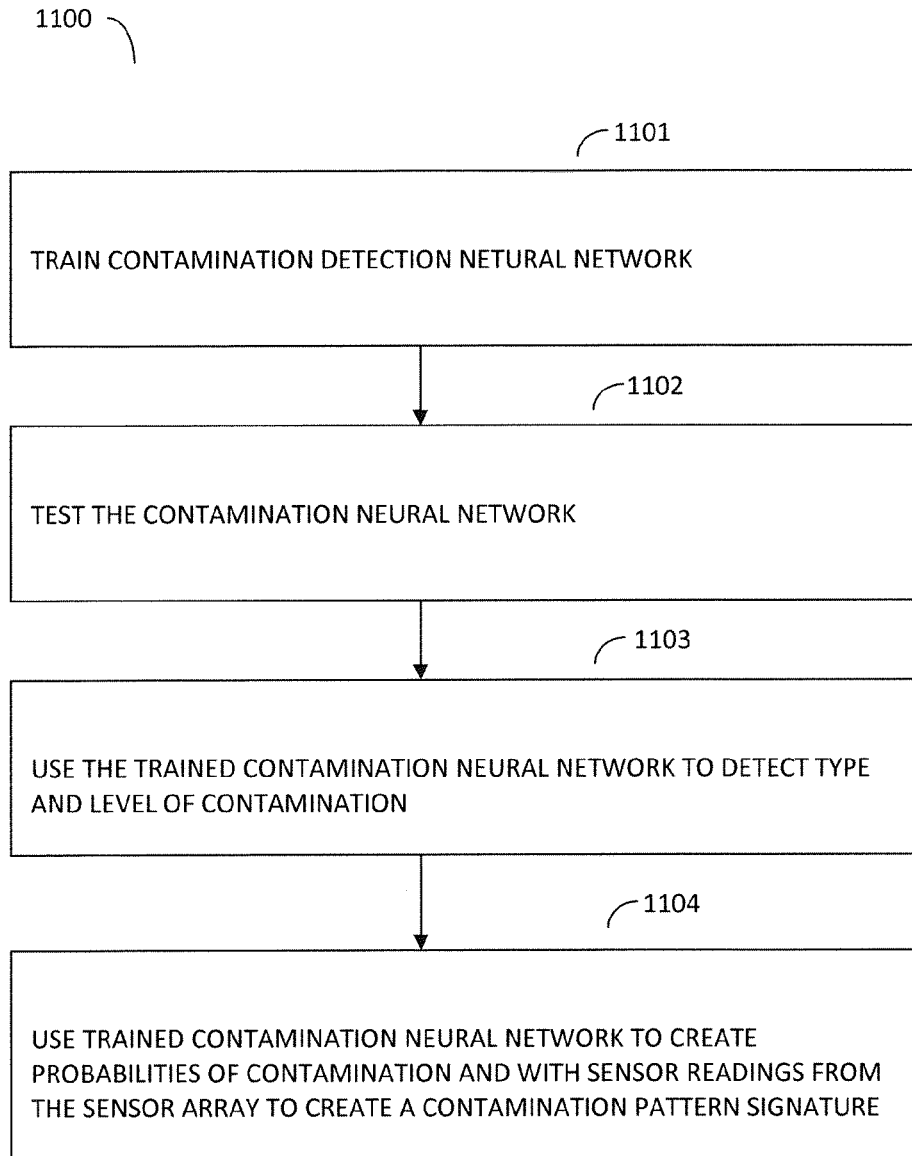 1100
1101
TRAIN CONTAMINATION DETECTION NETURAL NETWORK
1102
TEST THE CONTAMINATION NEURAL NETWORK
1103
USE THE TRAINED CONTAMINATION NEURAL NETWORK TO DETECT TYPE
AND LEVEL OF CONTAMINATION
1104
USE TRAINED CONTAMINATION NEURAL NETWORK TO CREATE
PROBABILITIES OF CONTAMINATION AND WITH SENSOR READINGS FROM
THE SENSOR ARRAY TO CREATE A CONTAMINATION PATTERN SIGNATURE